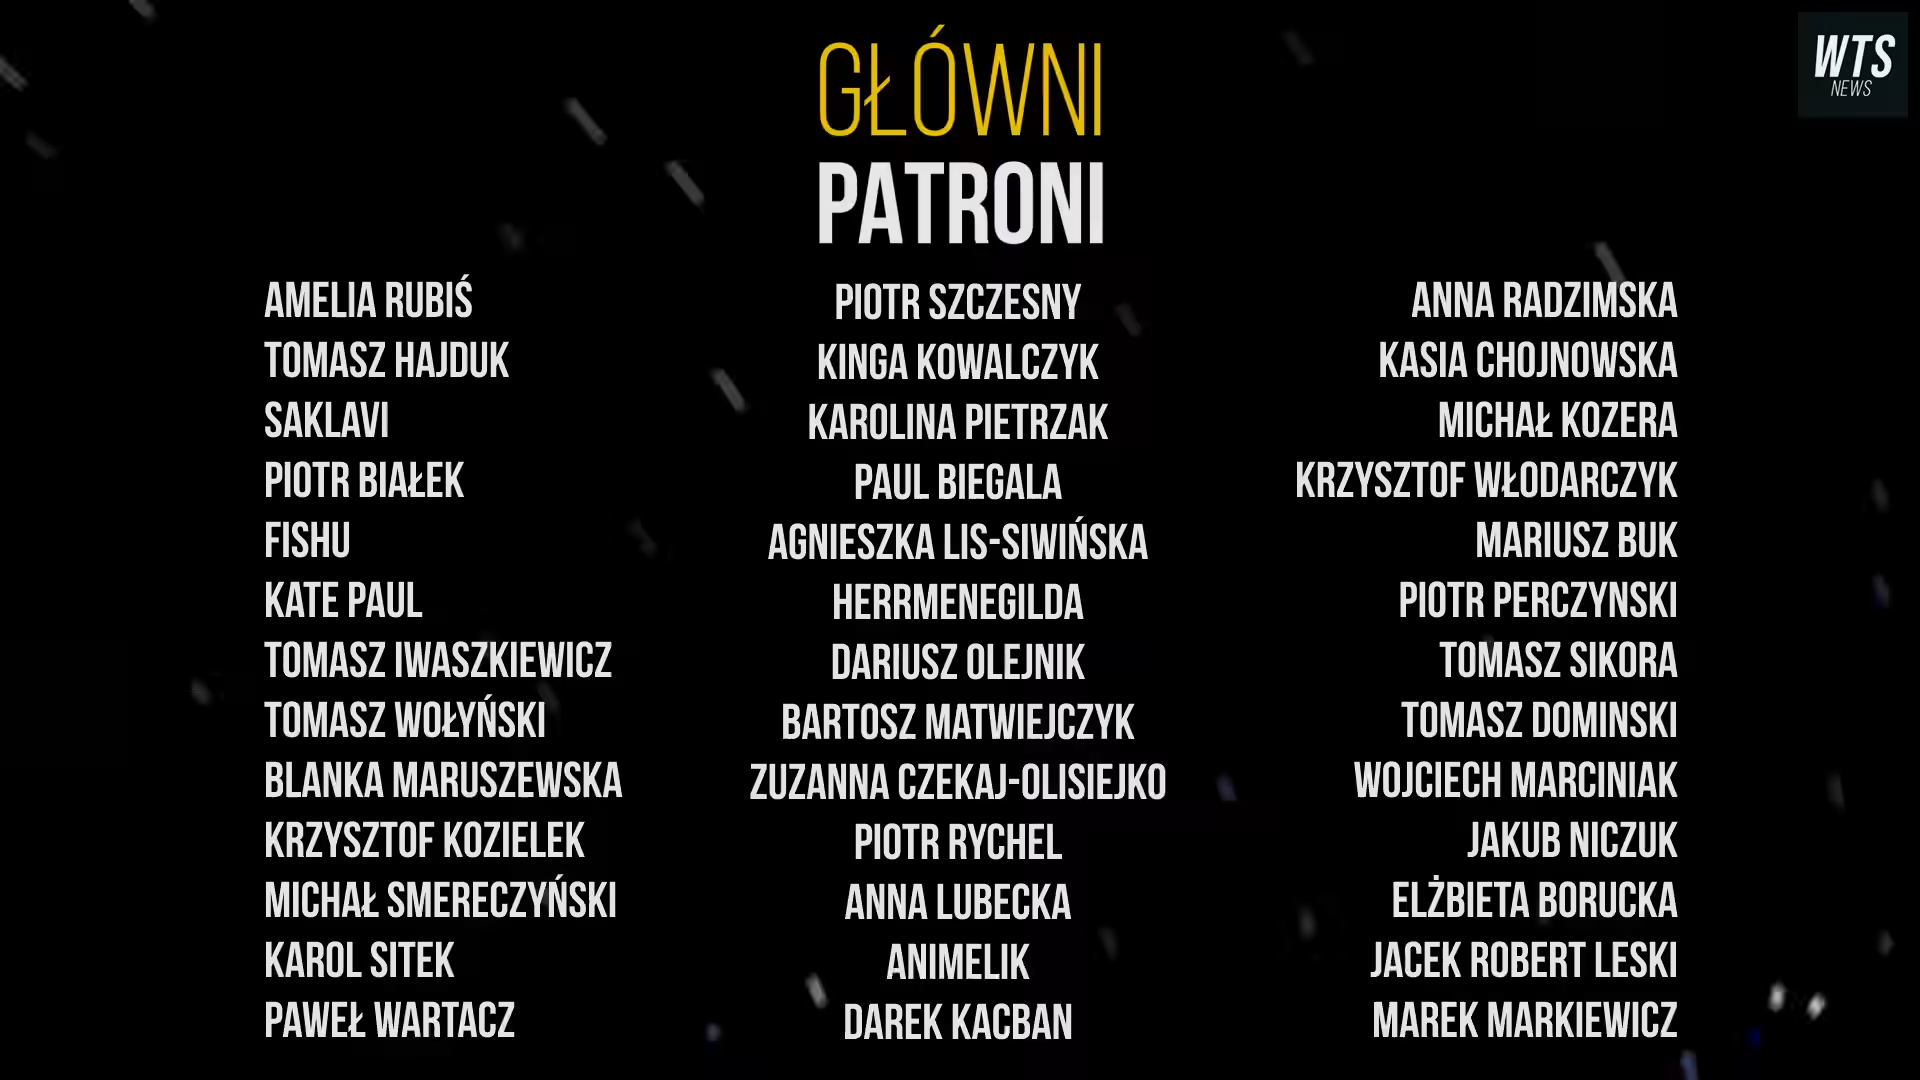 GŁÓWNI
PATRONI
WTS
NEWS
AMELIA RUBIŚ
TOMASZ HAJDUK
SAKLAVI
PIOTR BIAŁEK
FISHU
KATE PAUL
TOMASZ IWASZKIEWICZ
TOMASZ WOŁYŃSKI
BLANKA MARUSZEWSKA
KRZYSZTOF KOZIELEK
MICHAŁ SMERECZYŃSKI
KAROL SITEK
PAWEŁ WARTACZ
PIOTR SZCZESNY
KINGA KOWALCZYK
KAROLINA PIETRZAK
PAUL BIEGALA
AGNIESZKA LIS-SIWIŃSKA
HERRMENEGILDA
DARIUSZ OLEJNIK
BARTOSZ MATWIEJCZYK
ZUZANNA CZEKAJ-OLISIEJKO
PIOTR RYCHEL
ANNA LUBECKA
ANIMELIK
DAREK KACBAN
ANNA RADZIMSKA
KASIA CHOJNOWSKA
MICHAŁ KOZERA
KRZYSZTOF WŁODARCZYK
MARIUSZ BUK
PIOTR PERCZYNSKI
TOMASZ SIKORA
TOMASZ DOMINSKI
WOJCIECH MARCINIAK
JAKUB NICZUK
ELŻBIETA BORUCKA
JACEK ROBERT LESKI
MAREK MARKIEWICZ